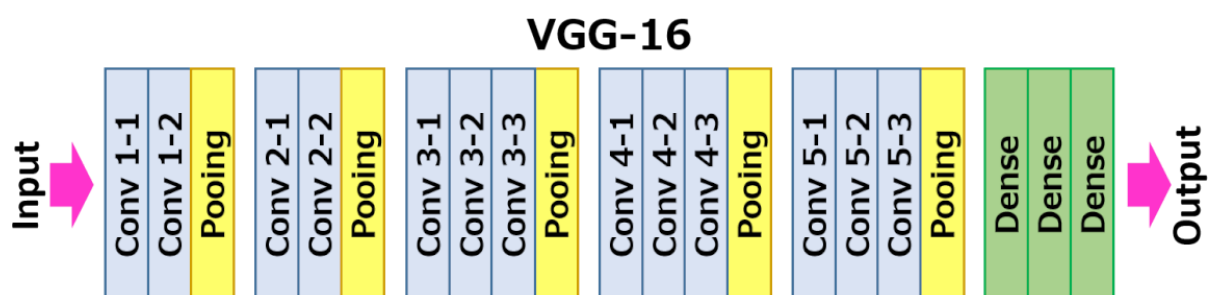 VGG-16
Input
Conv 1-1
Conv 1-2
Pooing
Conv 2-1
Conv 2-2
Pooing
Conv 3-1
Conv 3-2
Conv 3-3
Pooing
Conv 4-1
Conv 4-2
Conv 4-3
Pooing
Conv 5-1
Conv 5-2
Conv 5-3
Pooing
Dense
Dense
Dense
Output